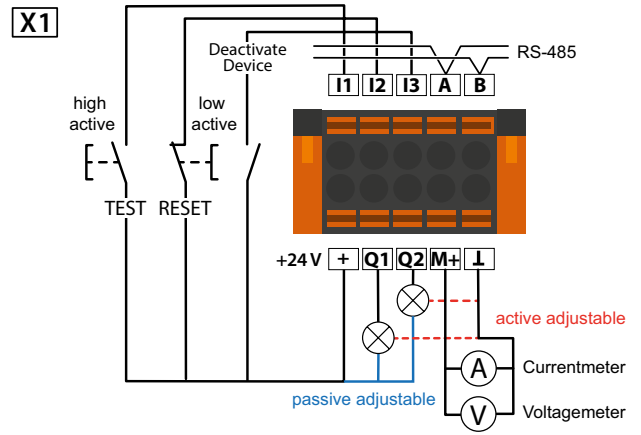 X1
Deactivate
Device
RS-485
I1 I2 I3 A B
high
active
low
active
TEST RESET
+24 V + Q1 Q2 M+ ⊥
active adjustable
A Currentmeter
passive adjustable
V Voltagemeter